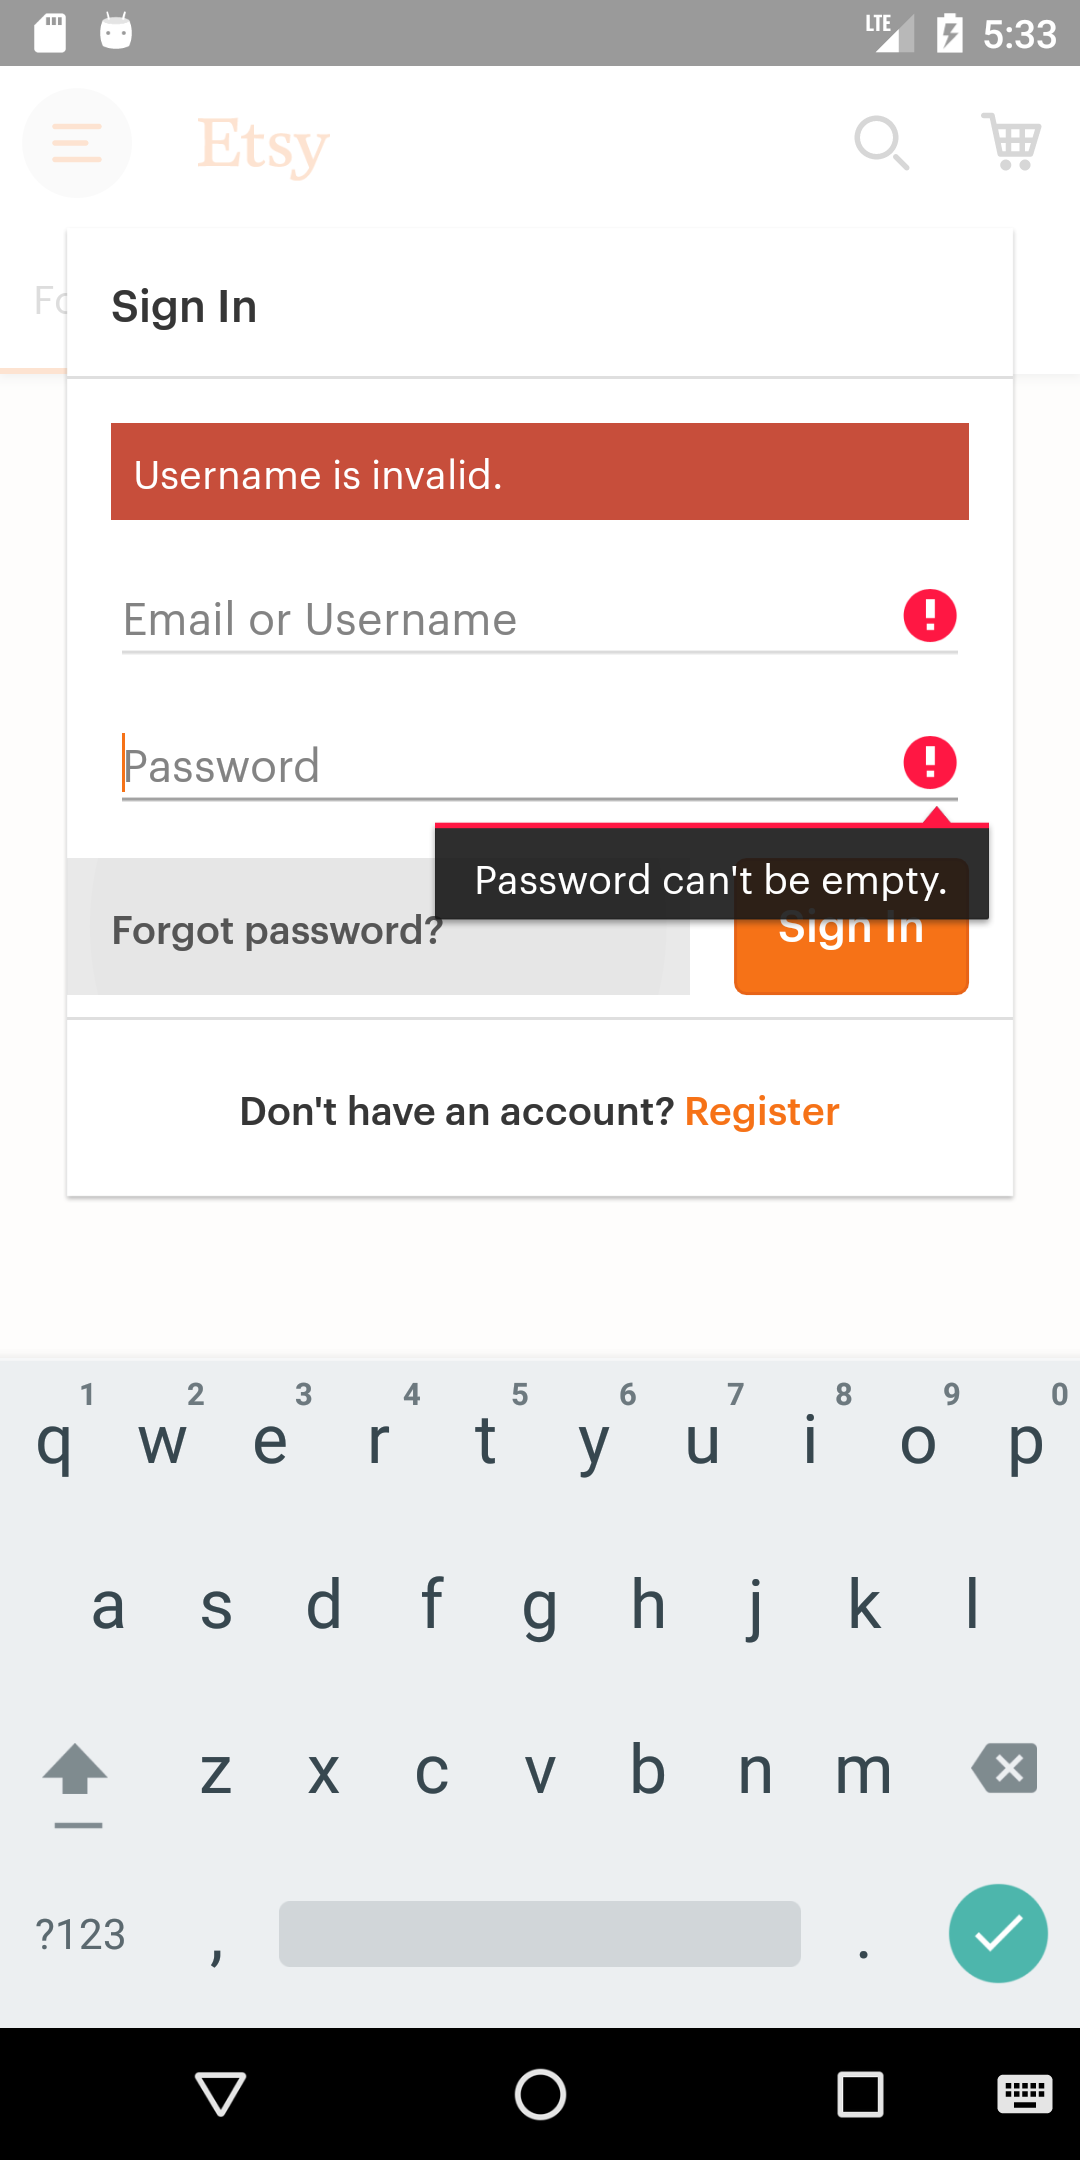 LTE 5:33
Etsy
Fo
Sign In
Username is invalid.
Email or Username
Password
Password can't be empty.
Forgot password?
Sign In
Don't have an account? Register
1 2 3 4 5 6 7 8 9 0
q w e r t y u i o p
a s d f g h j k l
z x c v b n m
?123 , .